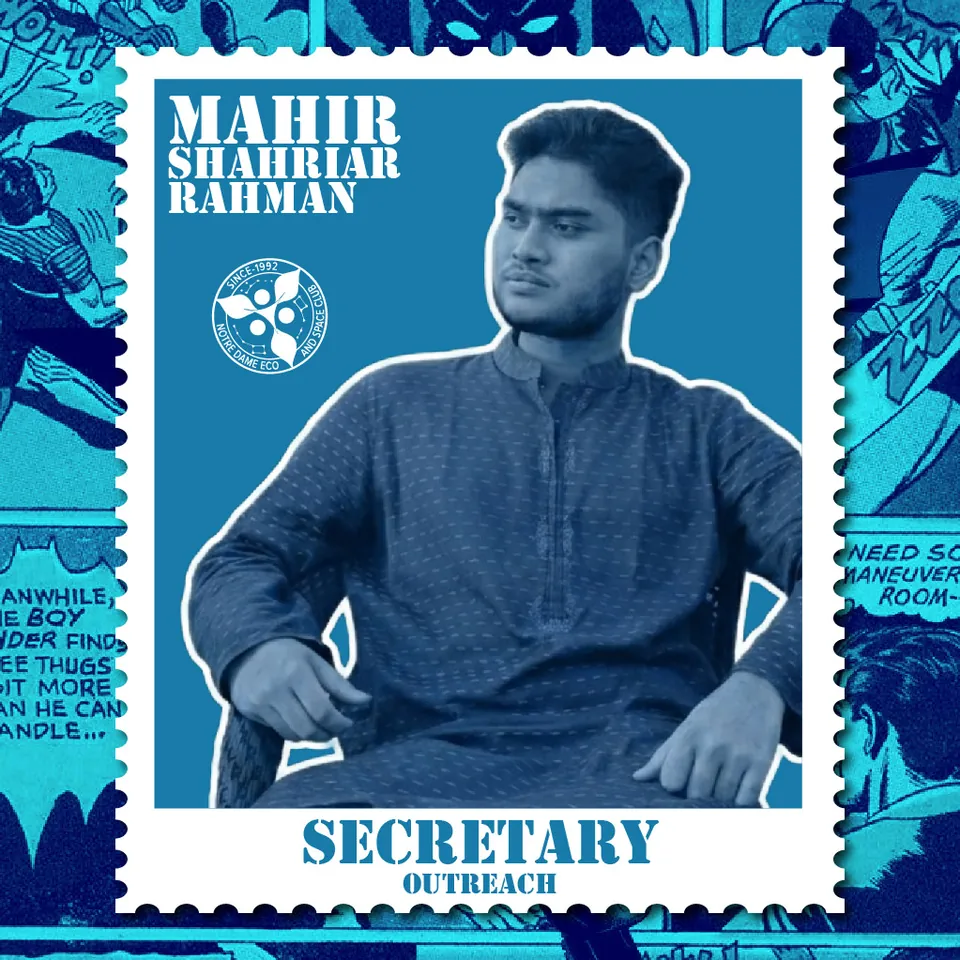 MAHIR
SHAHRIAR
RAHMAN
SINCE-1992
NOTRE DAME ECO AND SPACE CLUB
NEED SO
MANEUVER
ROOM-
ANWHILE,
BOY
FIND
EE THUGS
IT MORE
AN HE CAN
ANDLE...
SECRETARY
OUTREACH